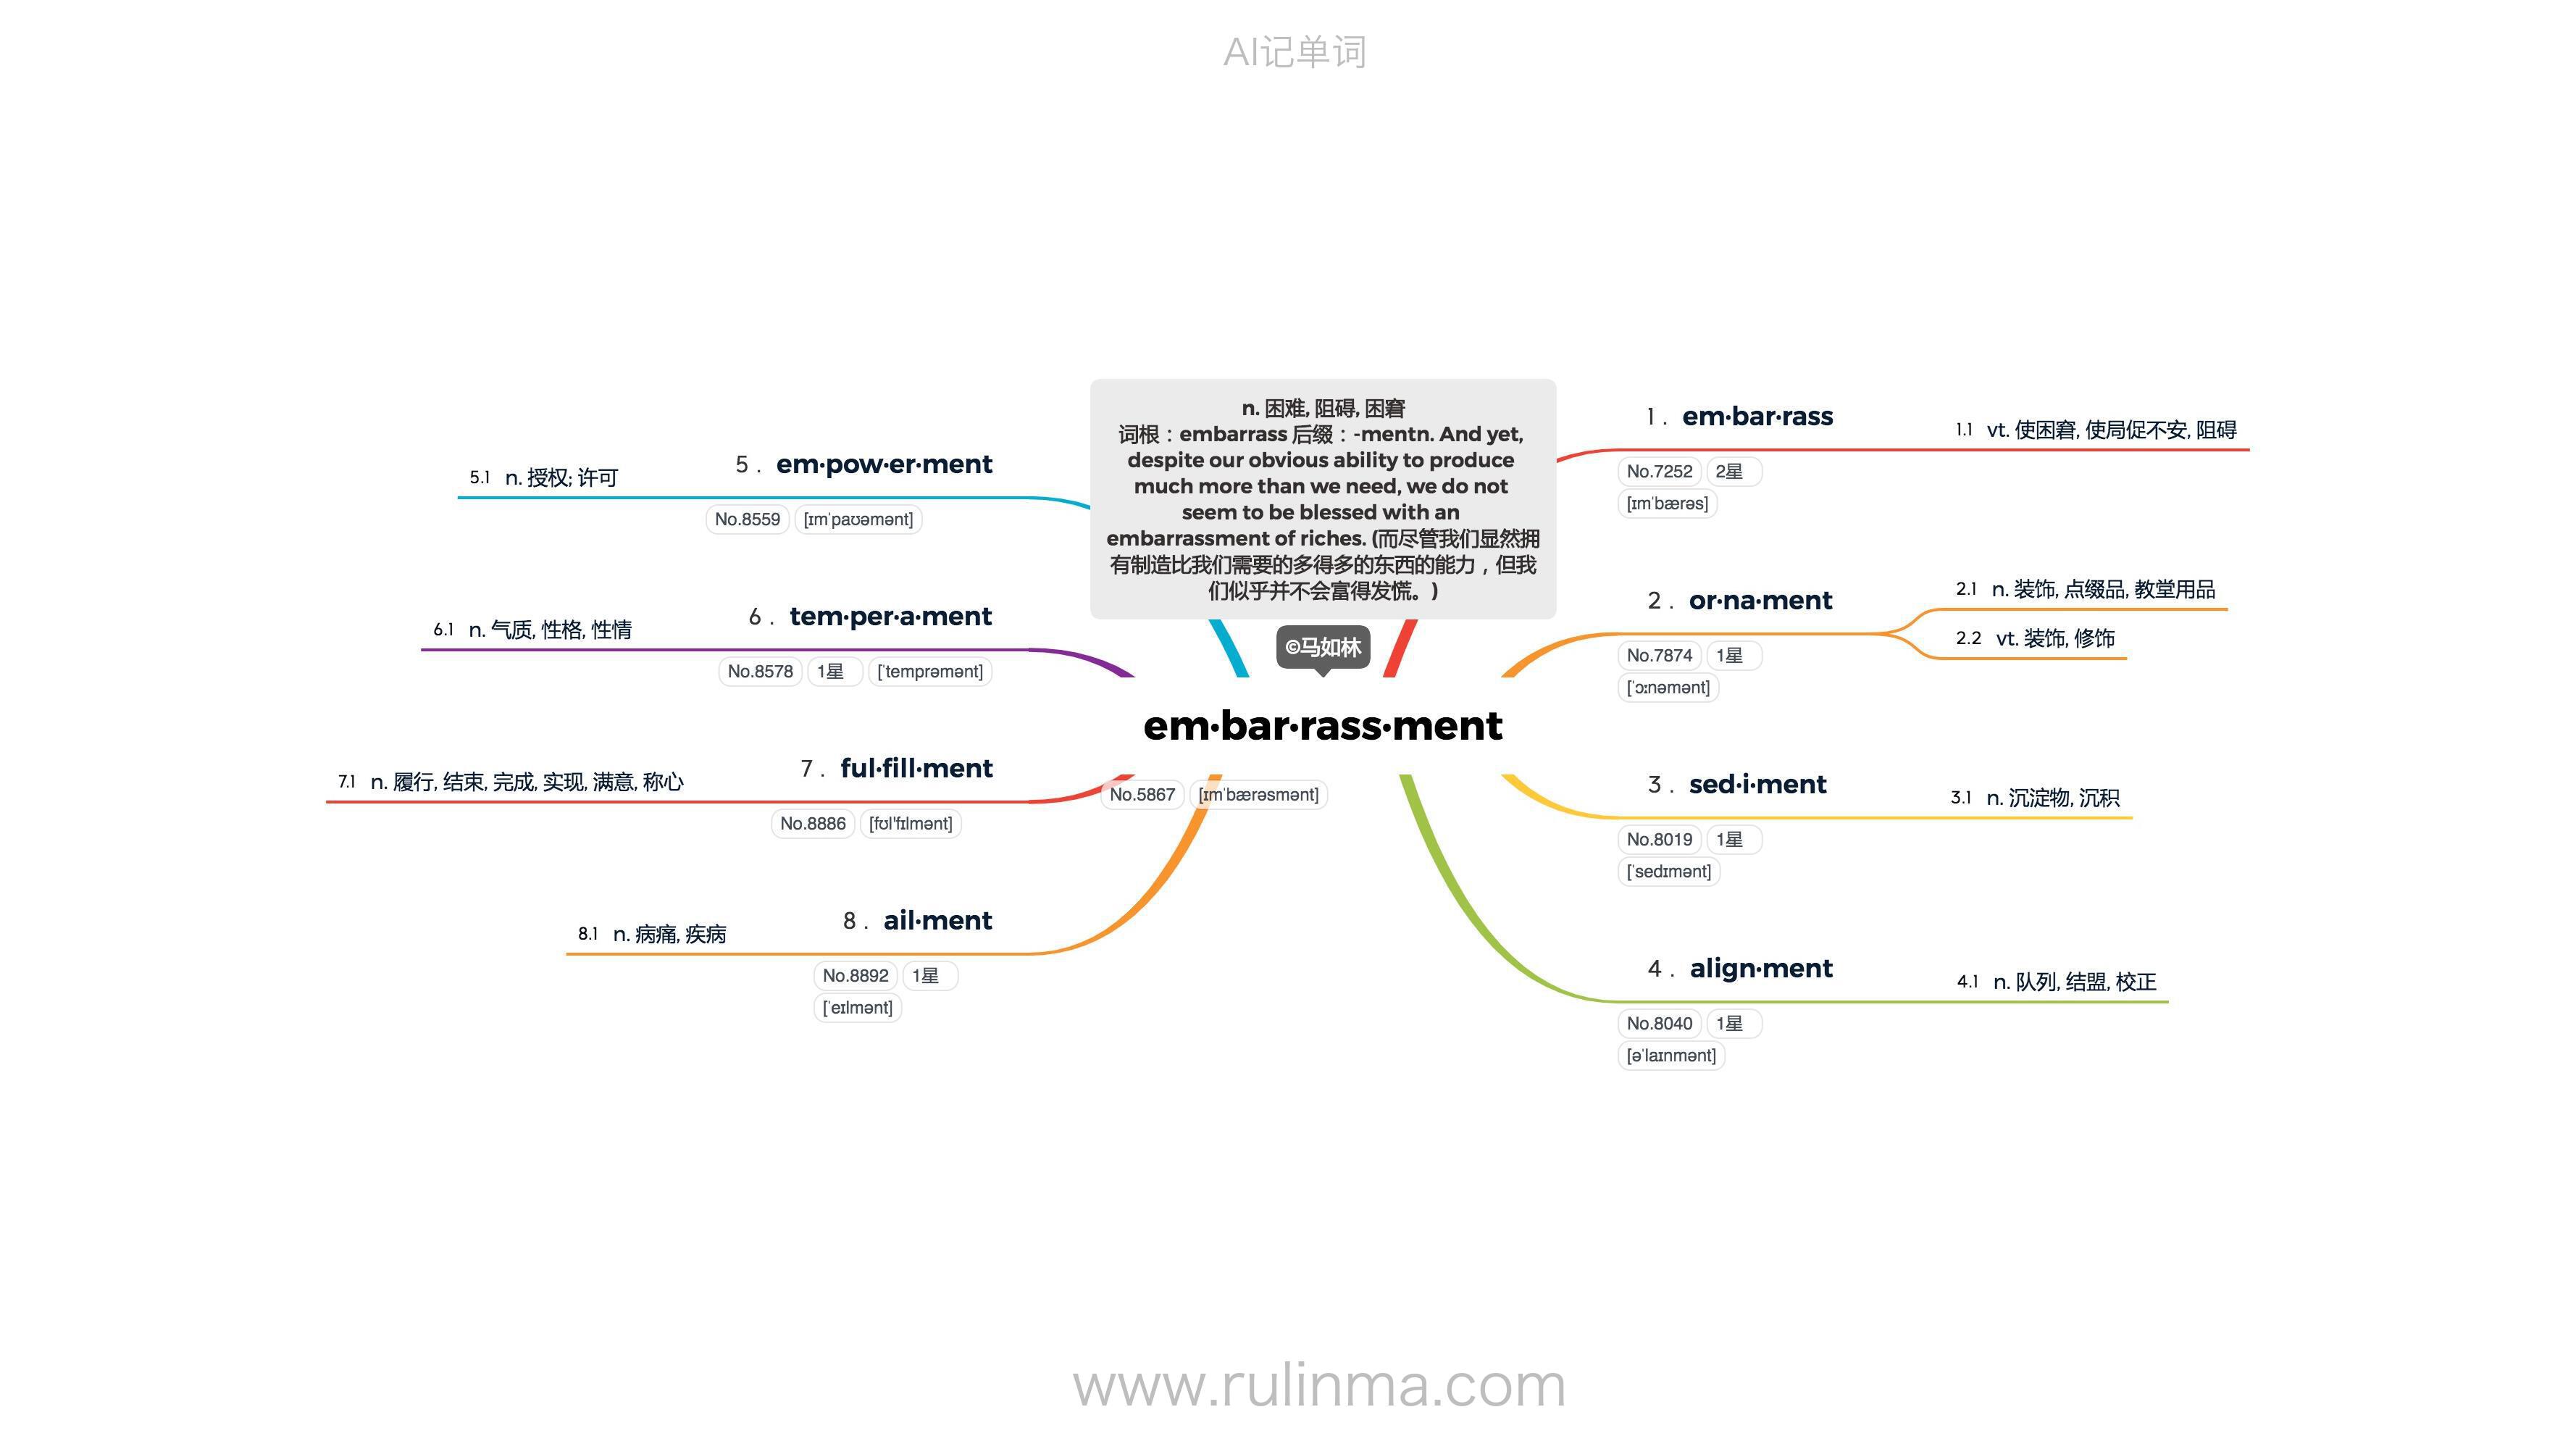 AI记单词
n. 困难, 阻碍, 困窘
词根：embarrass 后缀：-mentn. And yet,
despite our obvious ability to produce
much more than we need, we do not
seem to be blessed with an
embarrassment of riches. (而尽管我们显然拥
有制造比我们需要的多得多的东西的能力，但我
们似乎并不会富得发慌。)
©马如林
em·bar·rass·ment
No.5867 [ɪmˈbærəsmənt]
1. em·bar·rass
No.7252 2星
[ɪmˈbærəs]
1.1 vt. 使困窘, 使局促不安, 阻碍
2. or·na·ment
No.7874 1星
[ˈɔːnəmənt]
2.1 n. 装饰, 点缀品, 教堂用品
2.2 vt. 装饰, 修饰
3. sed·i·ment
No.8019 1星
[ˈsedɪmənt]
3.1 n. 沉淀物, 沉积
4. align·ment
No.8040 1星
[əˈlaɪnmənt]
4.1 n. 队列, 结盟, 校正
5. em·pow·er·ment
No.8559 [ɪmˈpaʊəmənt]
5.1 n. 授权; 许可
6. tem·per·a·ment
No.8578 1星 [ˈtemprəmənt]
6.1 n. 气质, 性格, 性情
7. ful·fill·ment
No.8886 [fʊl'fɪlmənt]
7.1 n. 履行, 结束, 完成, 实现, 满意, 称心
8. ail·ment
No.8892 1星
[ˈeɪlmənt]
8.1 n. 病痛, 疾病
www.rulinma.com